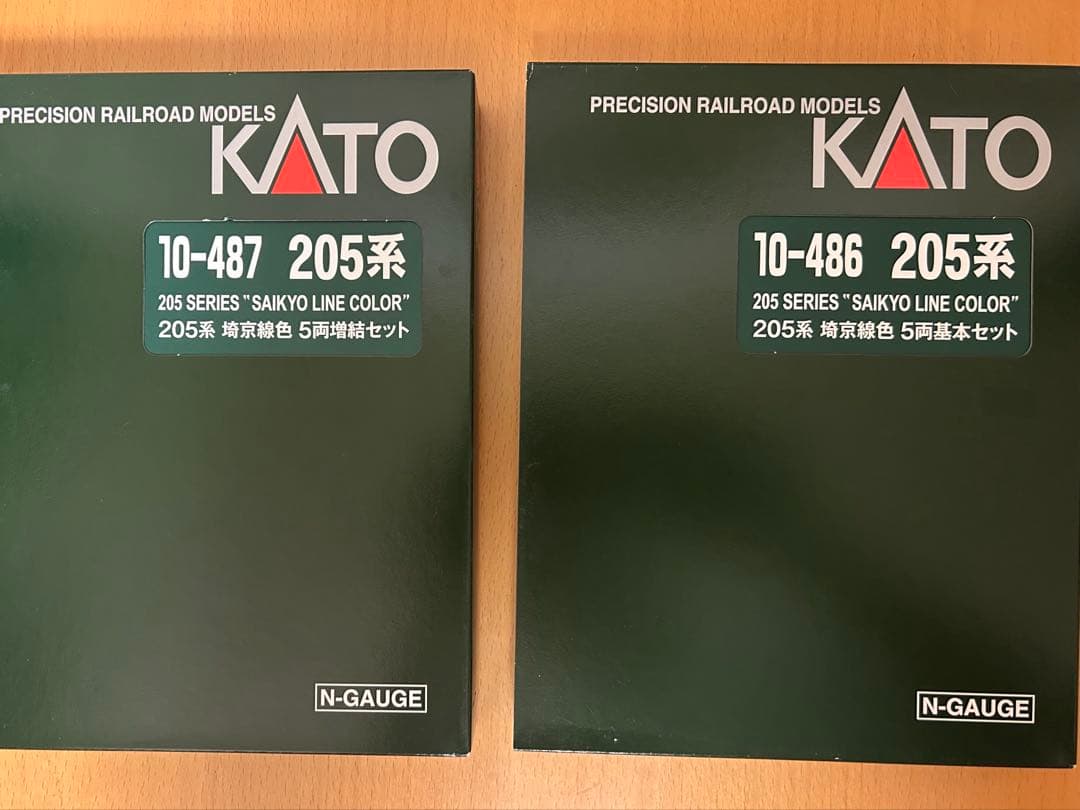 PRECISION RAILROAD MODELS
KATO
10-487 205系
205 SERIES "SAIKYO LINE COLOR"
205系 埼京線色 5両増結セット
N-GAUGE
PRECISION RAILROAD MODELS
KATO
10-486 205系
205 SERIES "SAIKYO LINE COLOR"
205系 埼京線色 5両基本セット
N-GAUGE